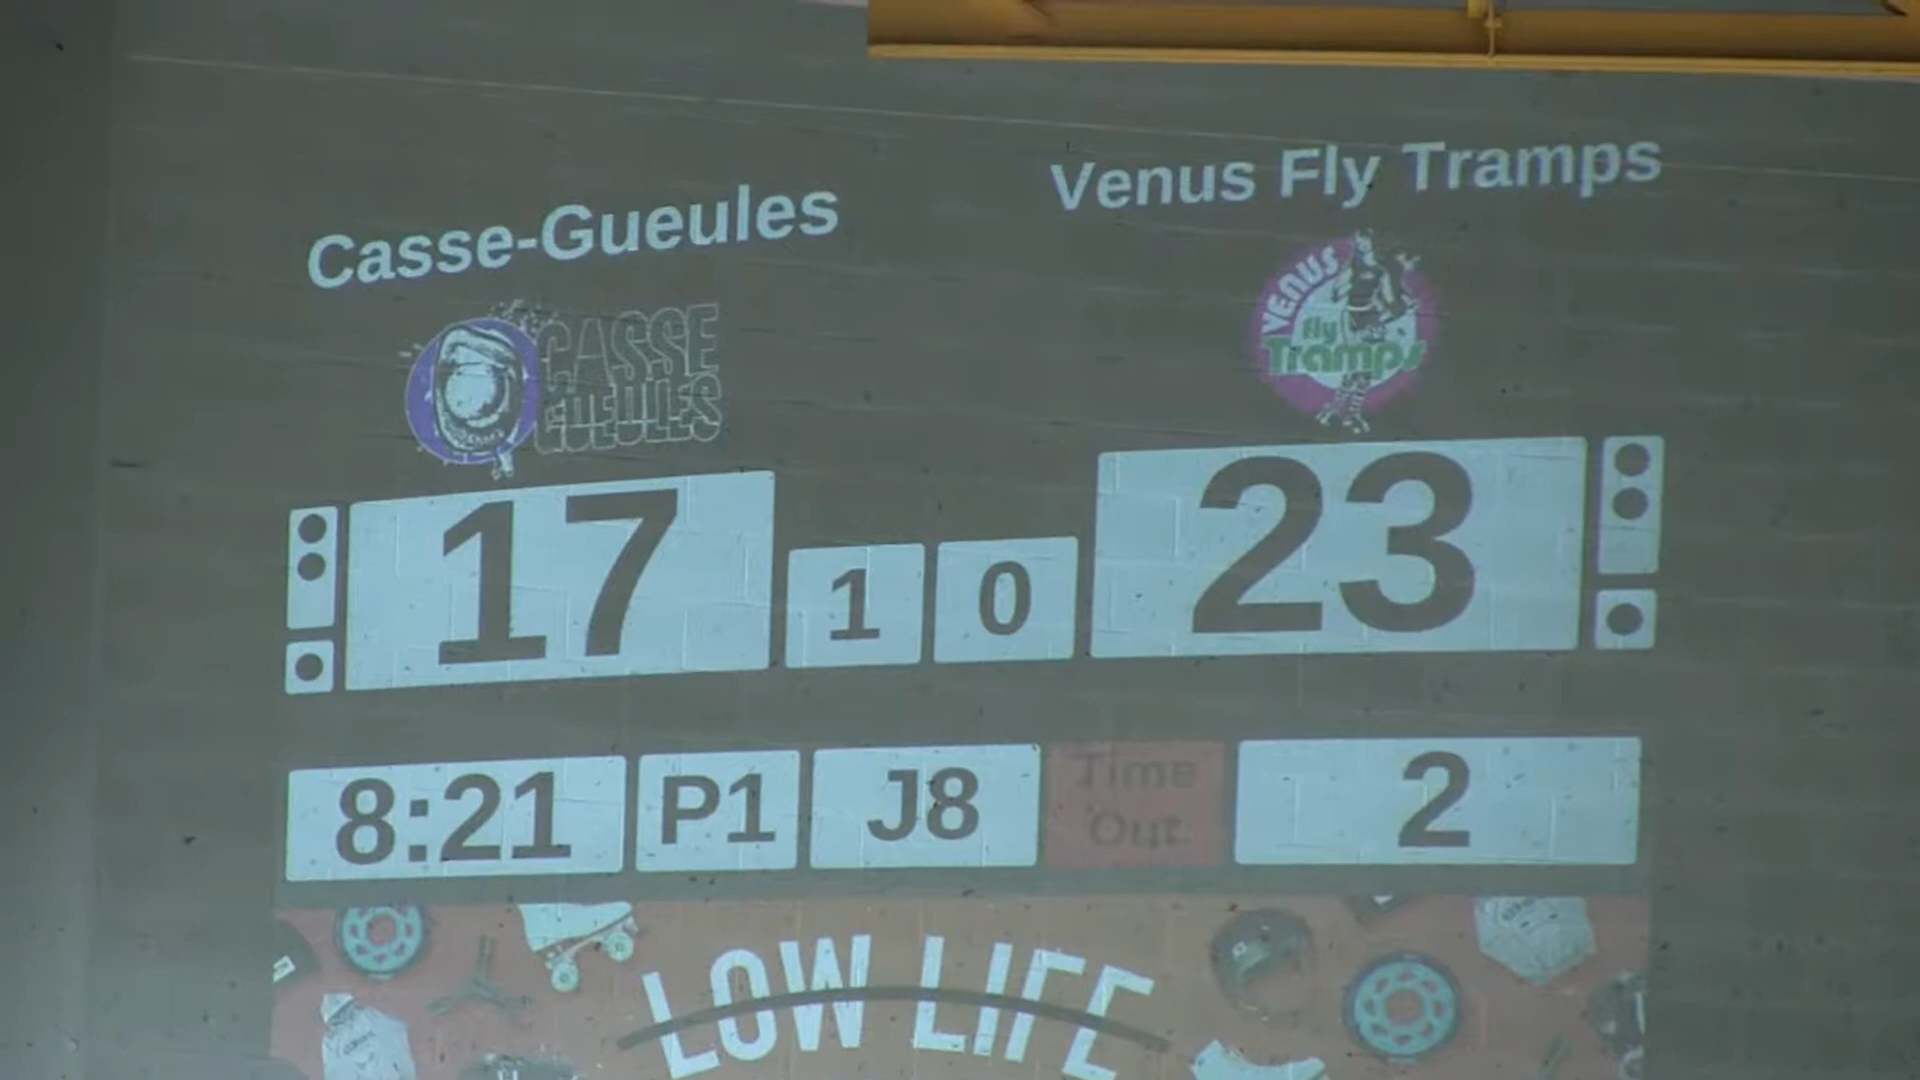 Casse-Gueules
Venus Fly Tramps
CASSE
GUEULES
VENUS
fly
Tramps
17
1
0
23
8:21
P1
J8
Time
Out
2
LOW LIFE